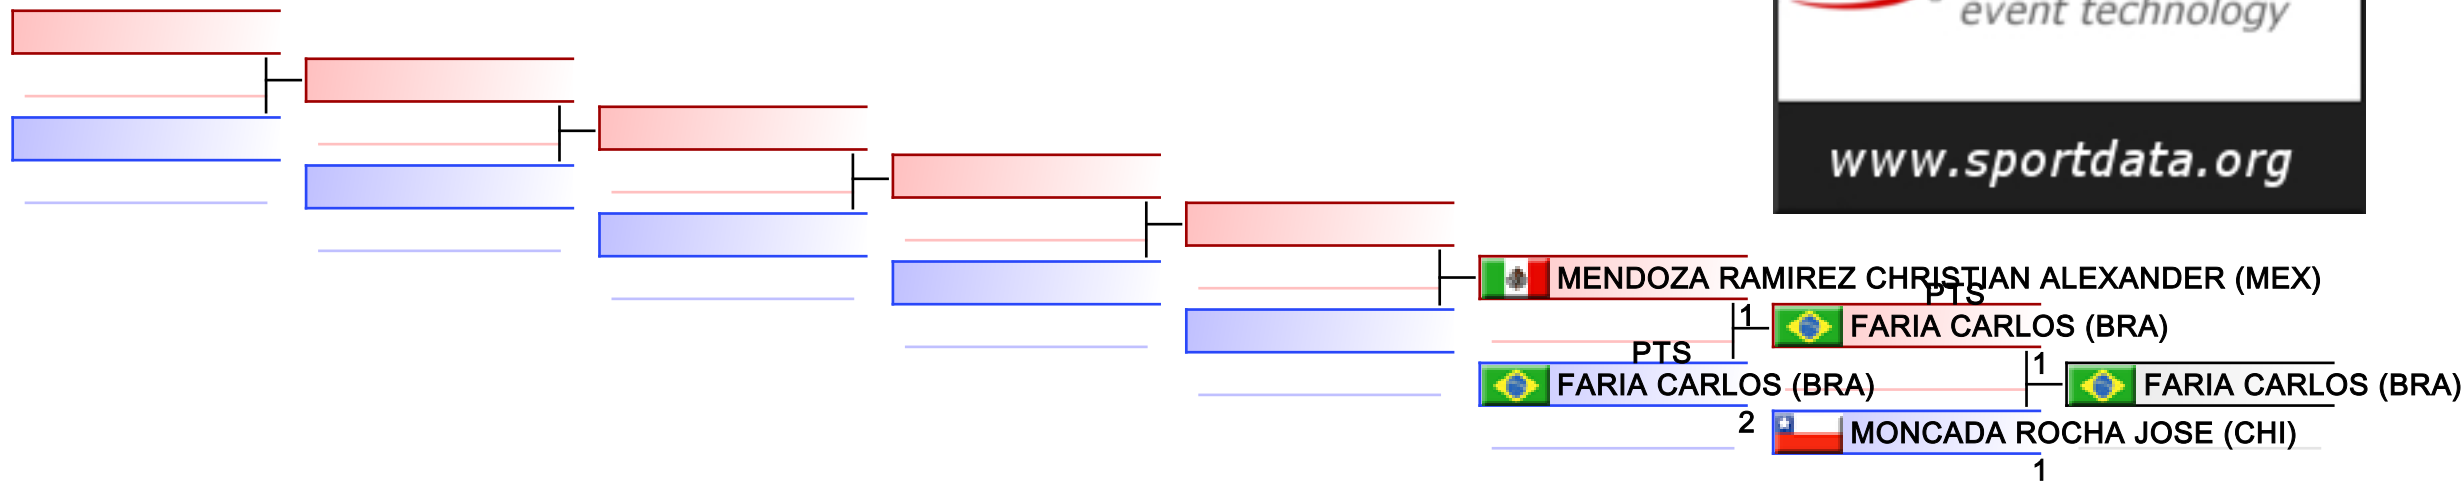 event technology
www.sportdata.org
MENDOZA RAMIREZ CHRISTIAN ALEXANDER (MEX)
PTS
1
FARIA CARLOS (BRA)
PTS
1
FARIA CARLOS (BRA)
FARIA CARLOS (BRA)
2
MONCADA ROCHA JOSE (CHI)
1